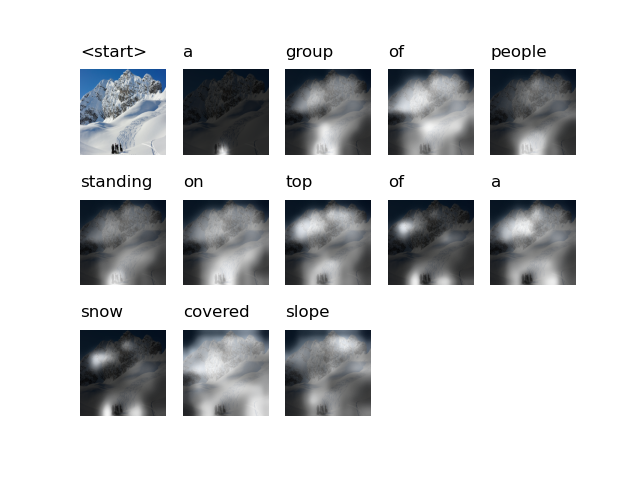 <start> a group of people
standing on top of a
snow covered slope